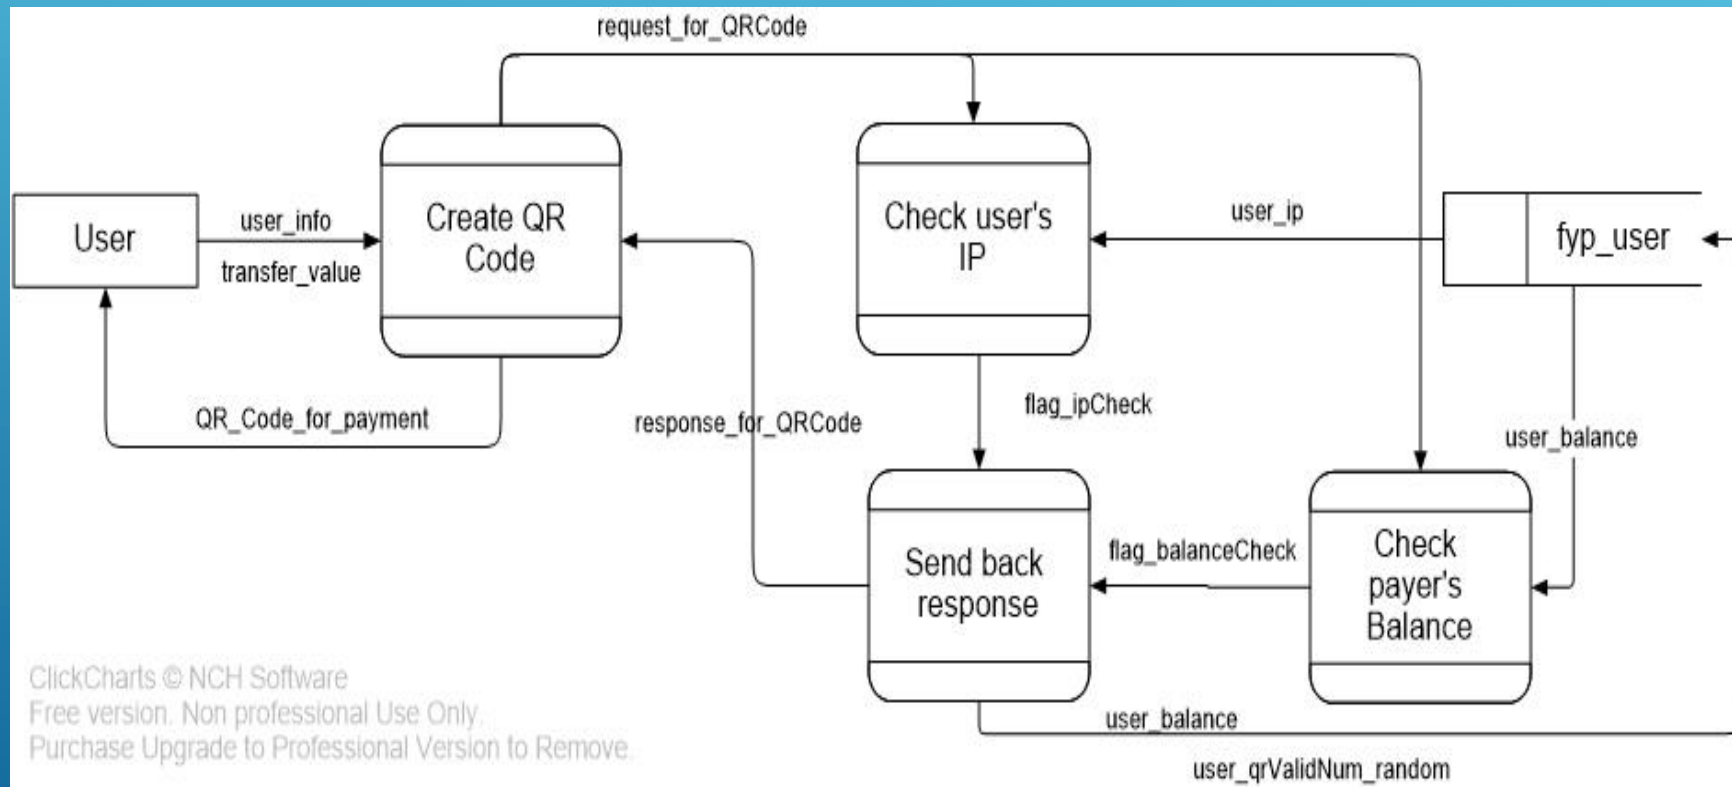 request_for_QRCode
User
user_info
transfer_value
Create QR
Code
Check user's
IP
user_ip
fyp_user
QR_Code_for_payment
response_for_QRCode
flag_ipCheck
user_balance
Send back
response
flag_balanceCheck
Check
payer's
Balance
user_balance
user_qrValidNum_random
ClickCharts © NCH Software
Free version. Non professional Use Only.
Purchase Upgrade to Professional Version to Remove.